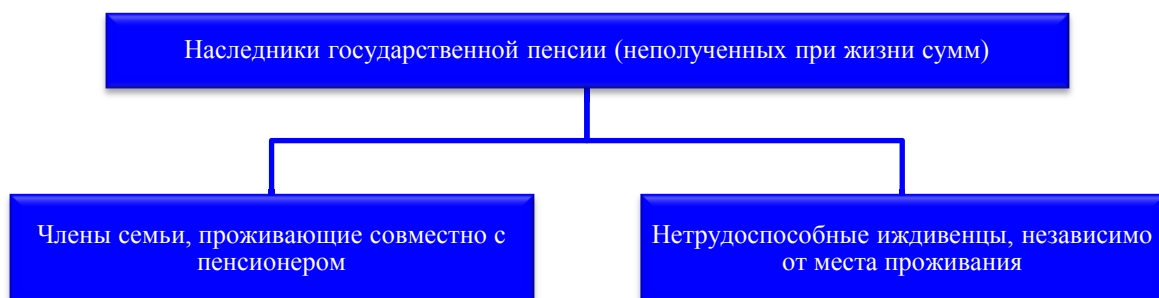 Наследники государственной пенсии (неполученных при жизни сумм)
Члены семьи, проживающие совместно с
пенсионером
Нетрудоспособные иждивенцы, независимо
от места проживания